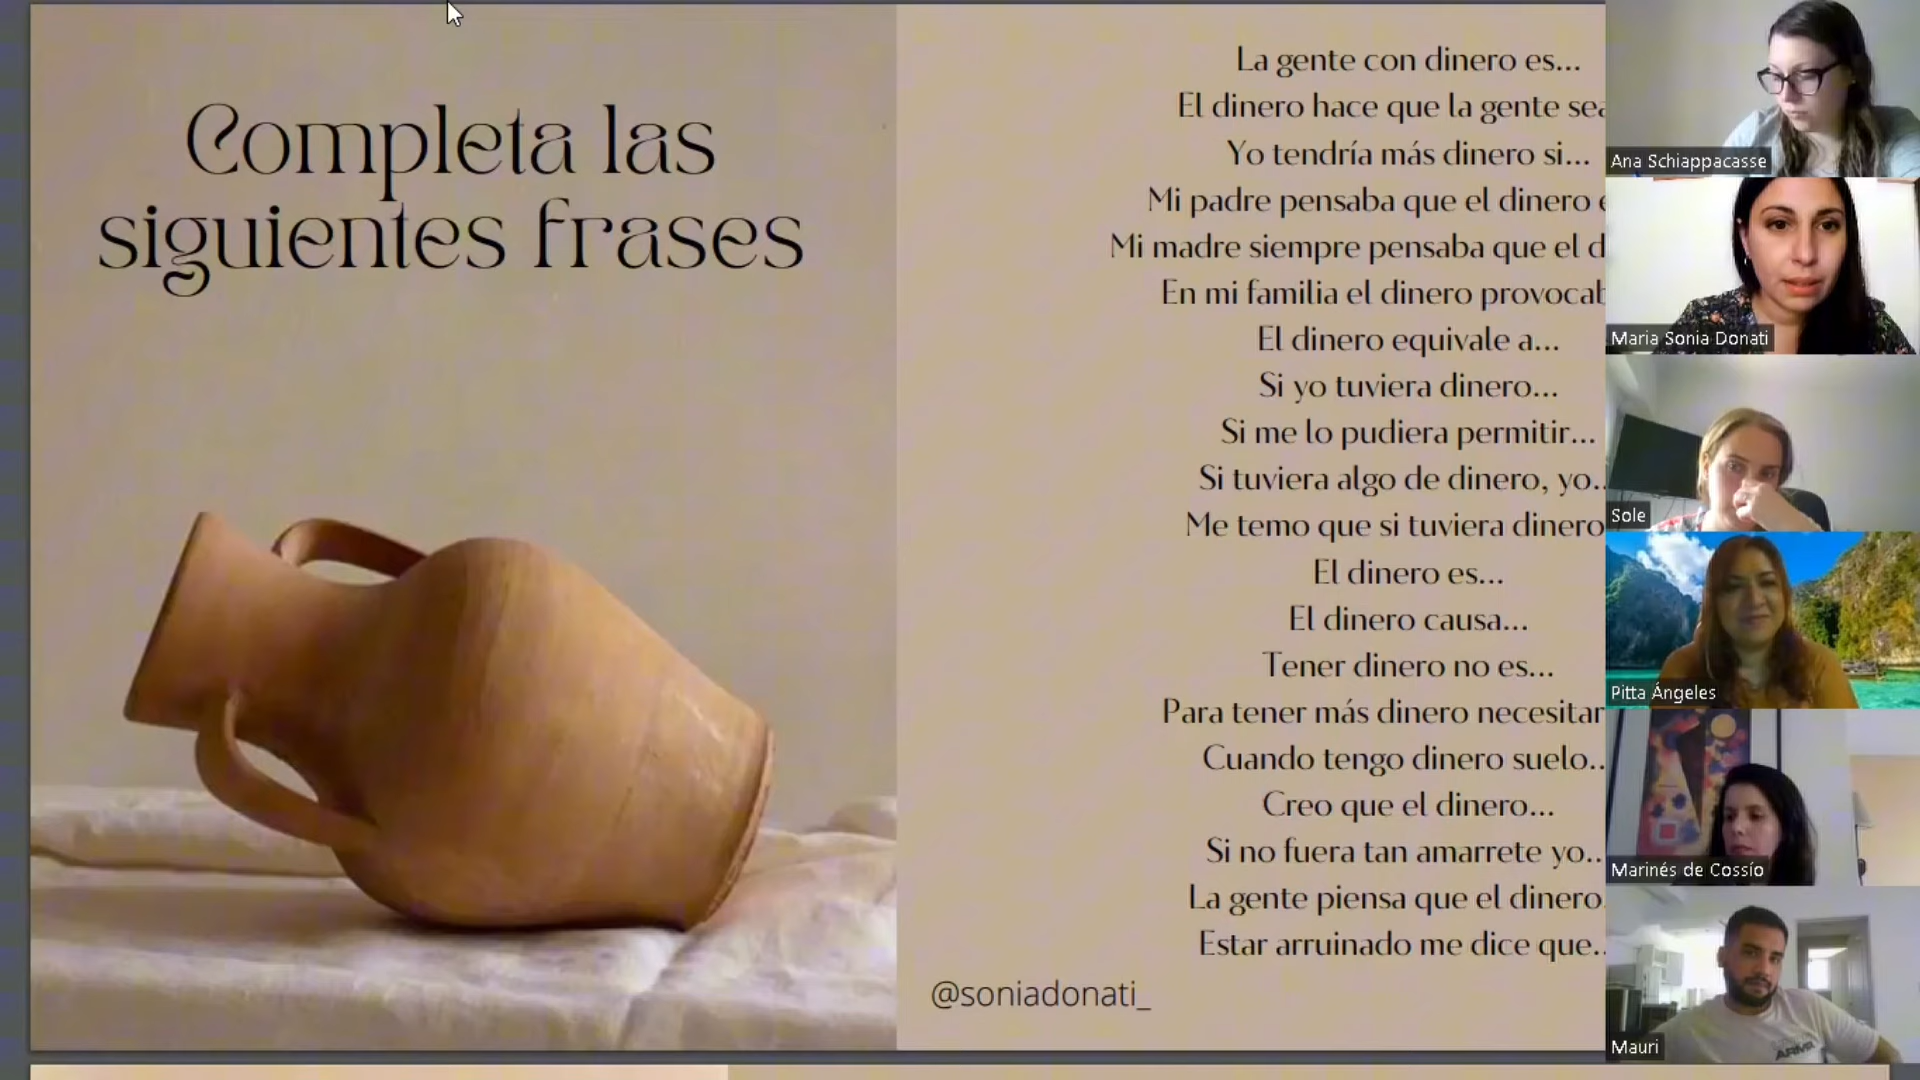 Completa las
siguientes frases
La gente con dinero es...
El dinero hace que la gente sea
Yo tendría más dinero si...
Mi padre pensaba que el dinero
Mi madre siempre pensaba que el
En mi familia el dinero
El dinero equivale a...
Si yo tuviera dinero...
Si me lo pudiera permitir...
Si tuviera algo de dinero, yo..
Me temo que si tuviera dinero
El dinero es...
El dinero causa...
Tener dinero no es...
Para tener más dinero
Cuando tengo dinero suelo..
Creo que el dinero...
Si no fuera tan amarrete yo..
La gente piensa que el dinero.
Estar arruinado me dice que..
@soniadonati_
Ana Schiappacasse
Maria Sonia Donati
Sole
Pitta Ángeles
Marinés de Cossío
Mauri